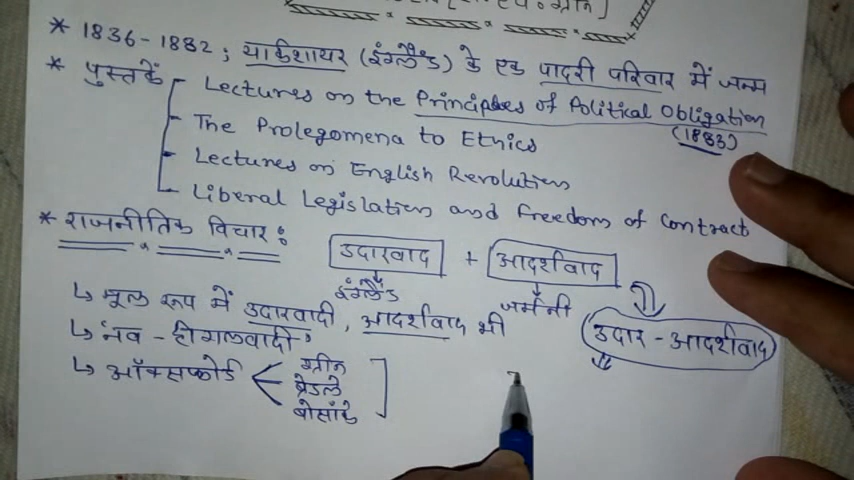 * 1836-1882; यार्कशायर (इंग्लैंड) के एक पादरी परिवार में जन्म
* पुस्तकें
- Lectures on the Principles of Political Obligation (1883)
- The Prolegomena to Ethics
- Lectures on English Revolution
- Liberal Legislation and Freedom of Contract
* राजनीतिक विचार:
उदारवाद + आदर्शवाद
इंग्लैंड जर्मनी
उदार - आदर्शवाद
↳ मूल रूप में उदारवादी, आदर्शवाद भी
↳ नव - हीगलवादी
↳ ऑक्सफोर्ड
ग्रीन
ब्रेडले
बोसांके